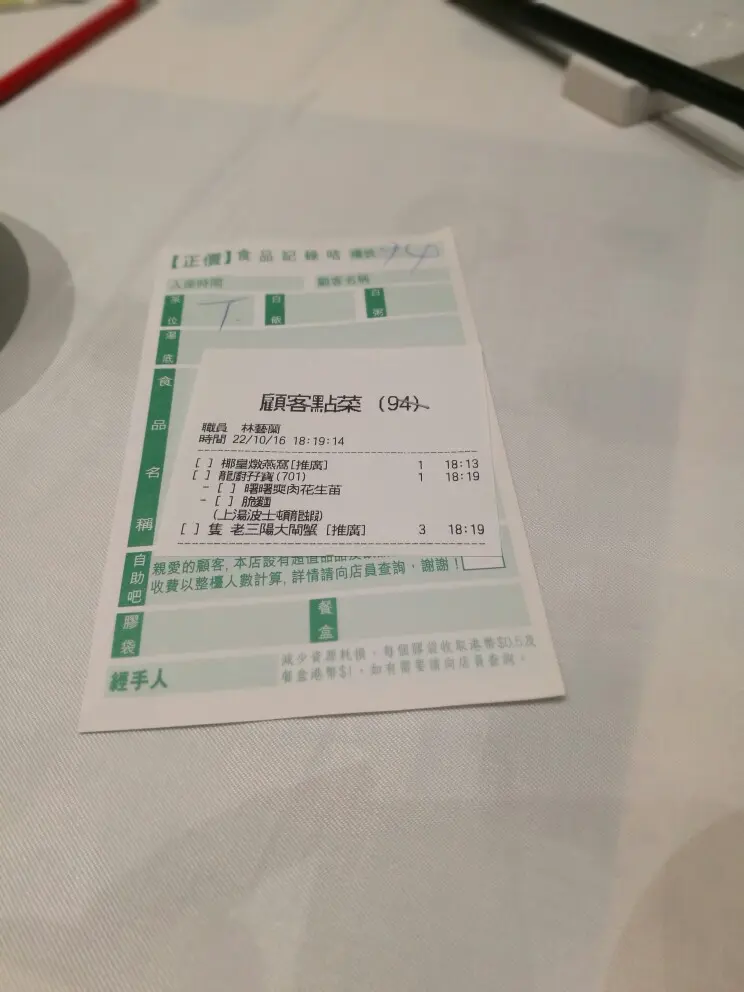 【正價】食品記錄咭 檯號 94
入座時間 顧客名稱
茶位 T. 白飯 白粥
湯底
食品名稱
顧客點菜 (94)
職員 林藝蘭
時間 22/10/16 18:19:14
[ ] 椰皇燉燕窩[推廣] 1 18:13
[ ] 龍廚孖寶(701) 1 18:19
- [ ] 曙曙爽肉花生苗
- [ ] 脆麵
(上湯波士頓龍蝦)
[ ] 隻 老三陽大閘蟹 [推廣] 3 18:19
自助吧
親愛的顧客, 本店設有超值甜品及
收費以整檯人數計算, 詳情請向店員查詢, 謝謝！
膠袋 餐盒
減少資源耗損，每個膠袋收取港幣$0.5及
餐盒港幣$1，如有需要請向店員查詢。
經手人